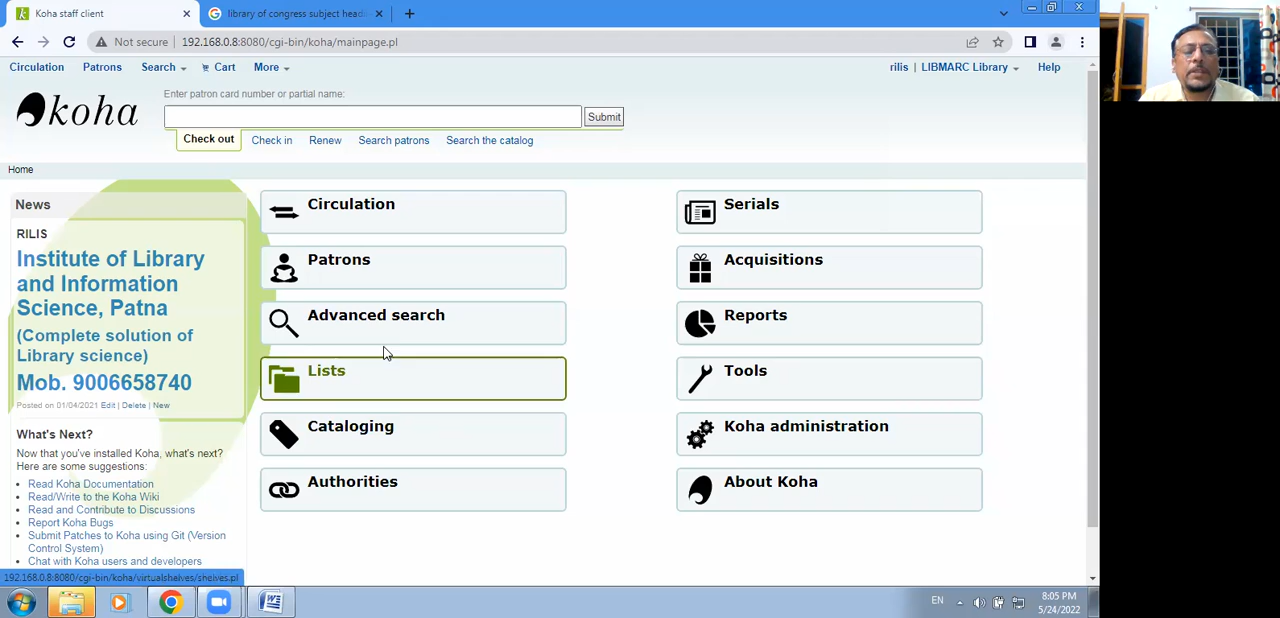 Koha staff client
library of congress subject headi
Not secure | 192.168.0.8:8080/cgi-bin/koha/mainpage.pl
Circulation Patrons Search Cart More rilis | LIBMARC Library Help
koha
Enter patron card number or partial name:
Submit
Check out Check in Renew Search patrons Search the catalog
Home
News
RILIS
Institute of Library
and Information
Science, Patna
(Complete solution of
Library science)
Mob. 9006658740
Posted on 01/04/2021 Edit | Delete | New
What's Next?
Now that you've installed Koha, what's next?
Here are some suggestions:
Read Koha Documentation
Read/Write to the Koha Wiki
Read and Contribute to Discussions
Report Koha Bugs
Submit Patches to Koha using Git (Version
Control System)
Chat with Koha users and developers
Circulation
Patrons
Advanced search
Lists
Cataloging
Authorities
Serials
Acquisitions
Reports
Tools
Koha administration
About Koha
192.168.0.8:8080/cgi-bin/koha/virtualshelves/shelves.pl
EN
8:05 PM
5/24/2022